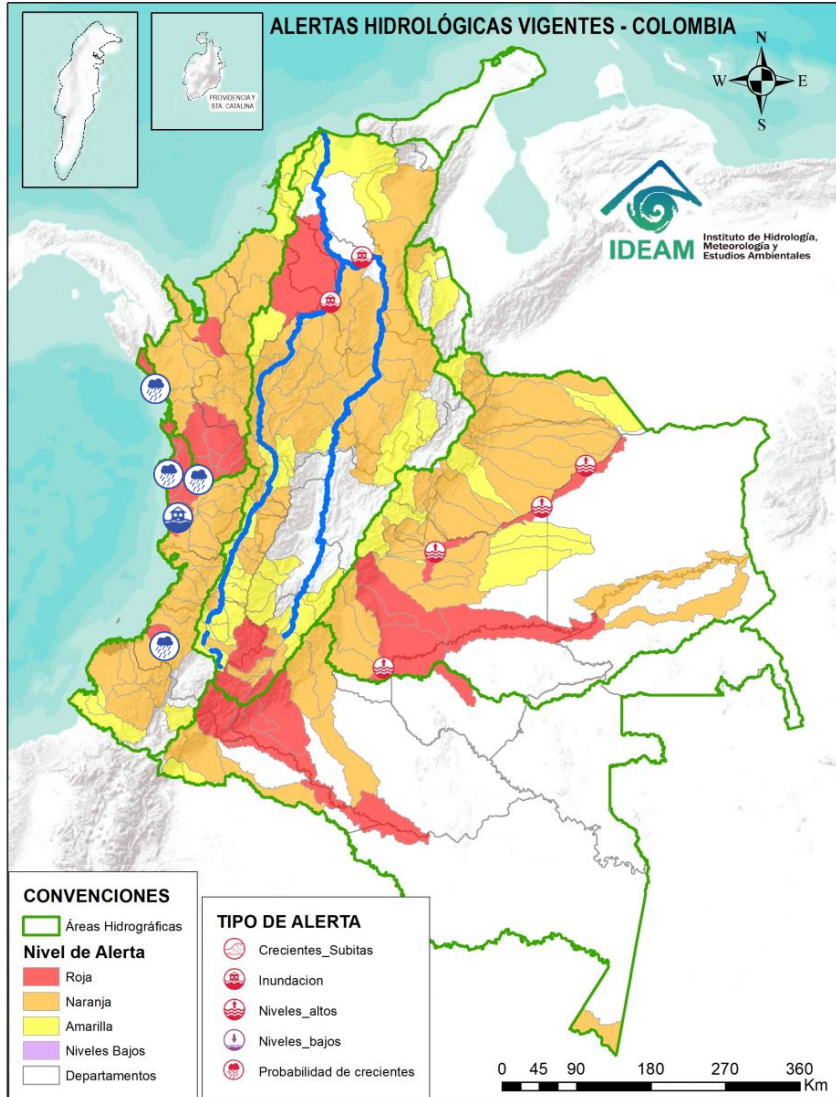 ALERTAS HIDROLÓGICAS VIGENTES - COLOMBIA
PROVIDENCIA Y
STA. CATALINA
N
W
E
S
IDEAM
Instituto de Hidrología,
Meteorología y
Estudios Ambientales
CONVENCIONES
Áreas Hidrográficas
Nivel de Alerta
Roja
Naranja
Amarilla
Niveles Bajos
Departamentos
TIPO DE ALERTA
Crecientes_Subitas
Inundacion
Niveles_altos
Niveles_bajos
Probabilidad de crecientes
0 45 90 180 270 360
Km